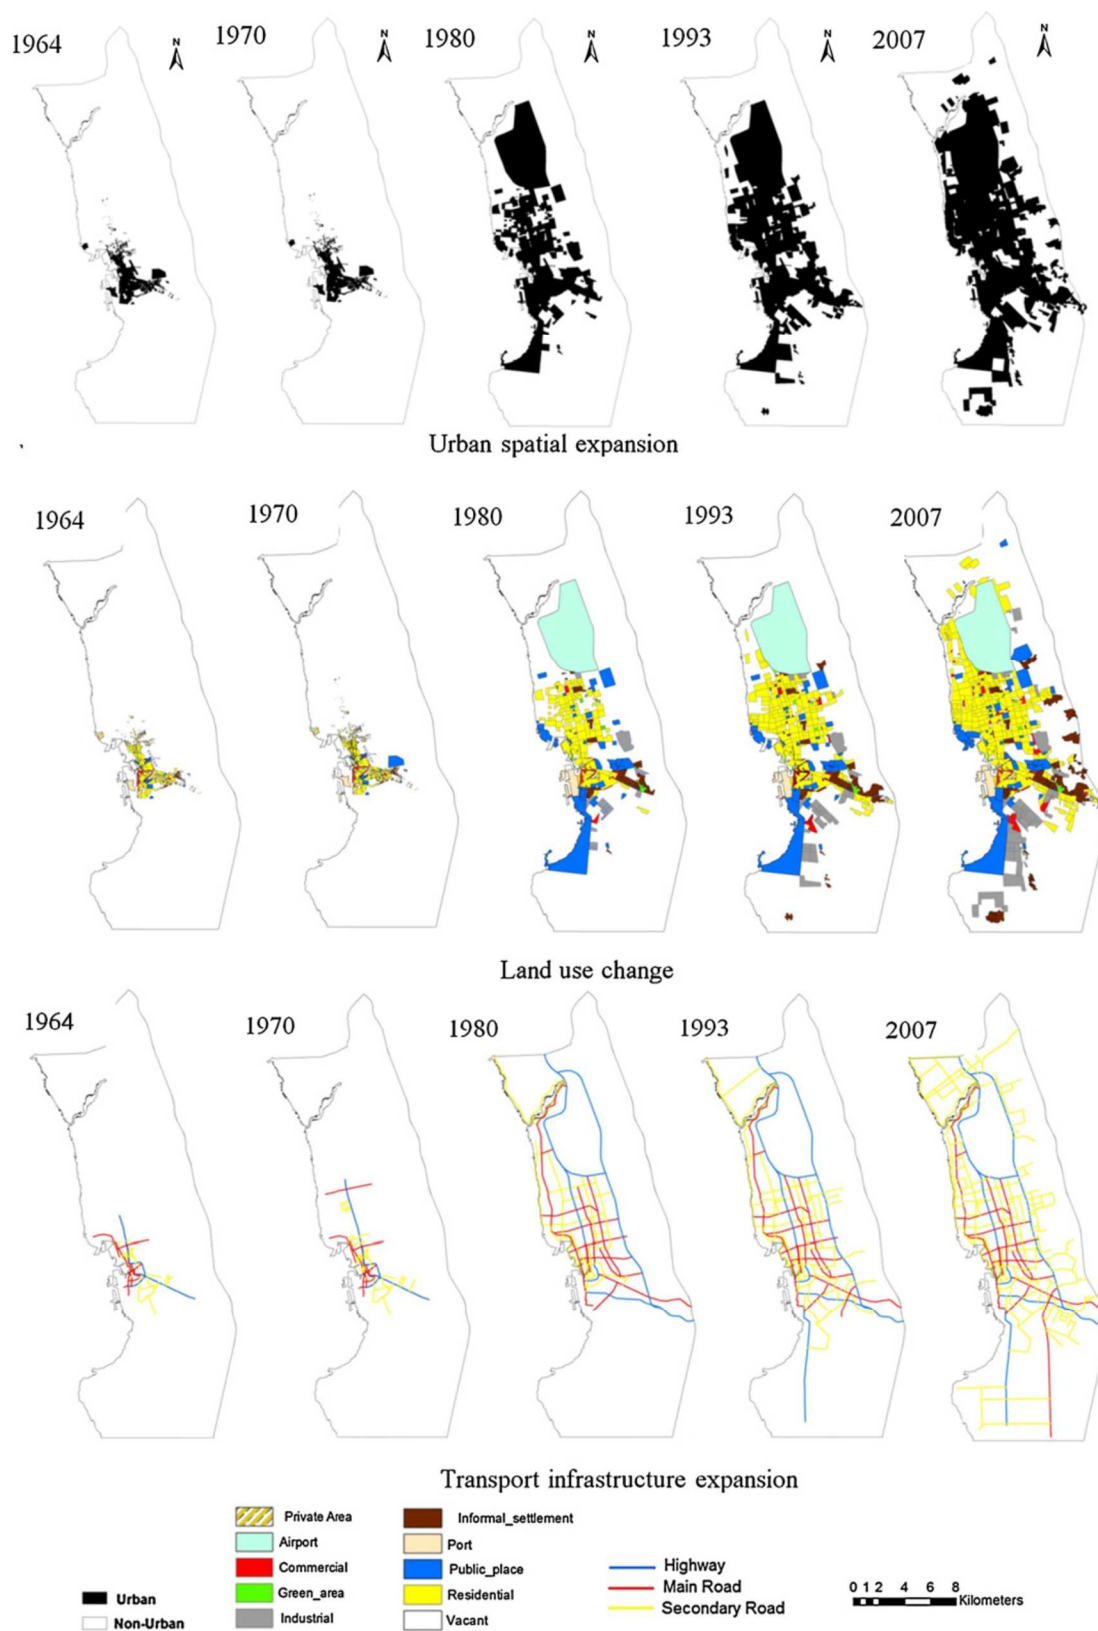 1964 1970 1980 1993 2007
N N N N N
Urban spatial expansion
1964 1970 1980 1993 2007
Land use change
1964 1970 1980 1993 2007
Transport infrastructure expansion
Private Area Informal_settlement
Airport Port
Commercial Public_place Highway
Green_area Residential Main Road
Urban Industrial Vacant Secondary Road
Non-Urban
0 1 2 4 6 8 Kilometers